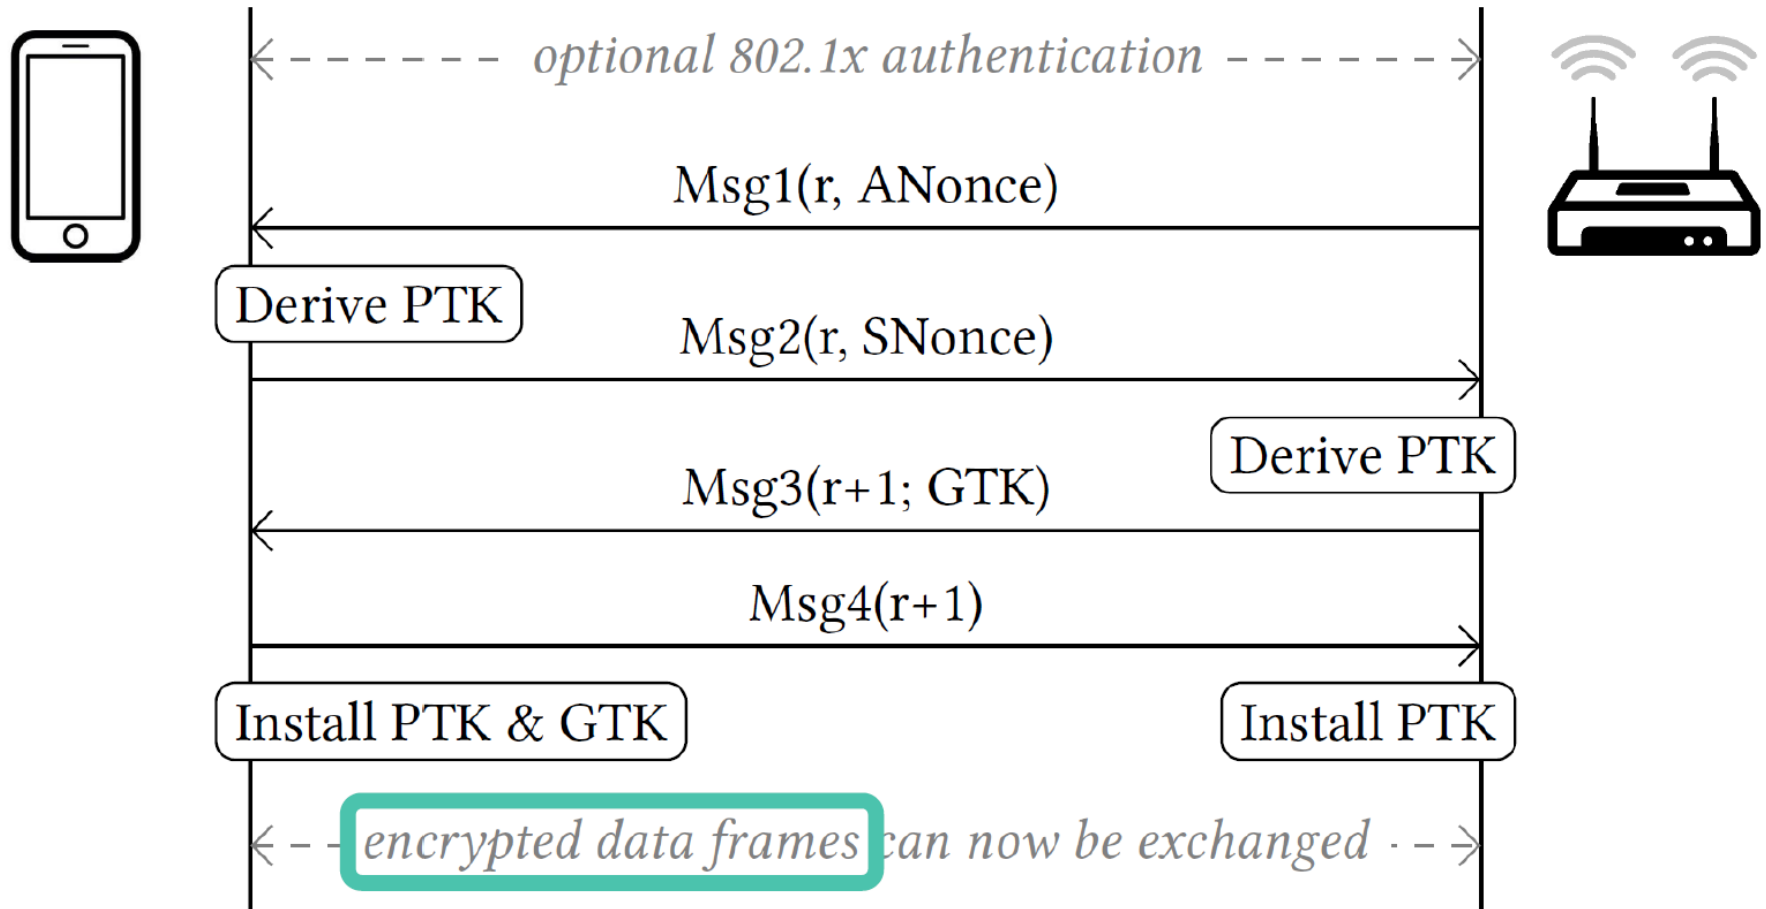 optional 802.1x authentication
Msg1(r, ANonce)
Derive PTK
Msg2(r, SNonce)
Derive PTK
Msg3(r+1; GTK)
Msg4(r+1)
Install PTK & GTK
Install PTK
encrypted data frames can now be exchanged